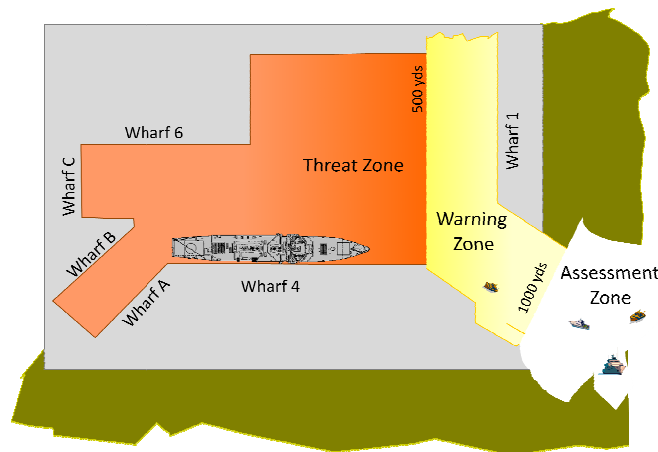 500 yds
Wharf 6
Wharf 1
Wharf C
Threat Zone
Warning
Zone
Wharf B
Assessment
Zone
Wharf A
Wharf 4
1000 yds